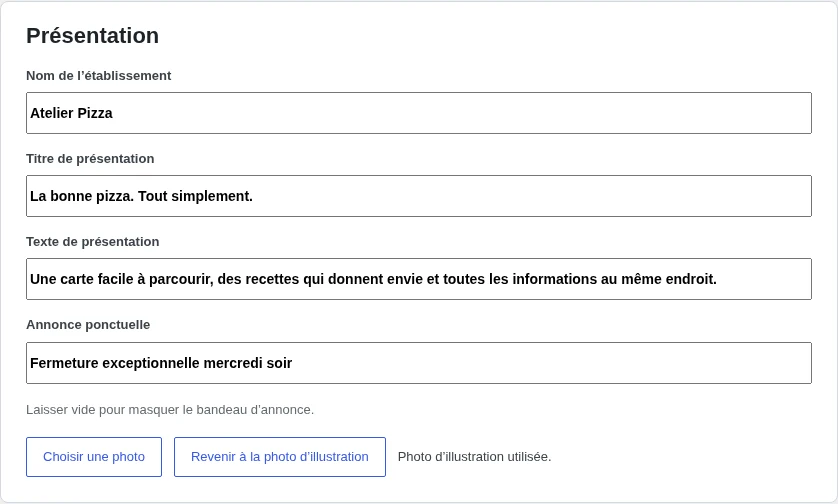 Présentation
Nom de l’établissement
Atelier Pizza
Titre de présentation
La bonne pizza. Tout simplement.
Texte de présentation
Une carte facile à parcourir, des recettes qui donnent envie et toutes les informations au même endroit.
Annonce ponctuelle
Fermeture exceptionnelle mercredi soir
Laisser vide pour masquer le bandeau d’annonce.
Choisir une photo Revenir à la photo d’illustration Photo d’illustration utilisée.